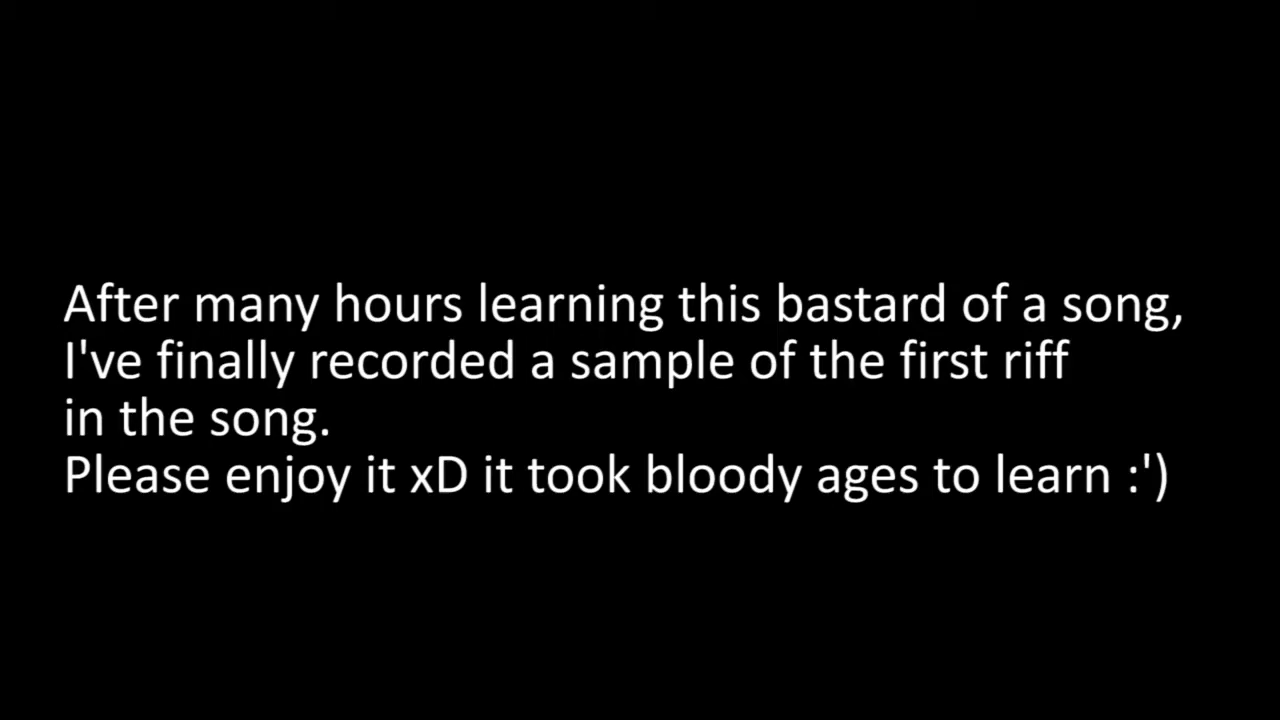 After many hours learning this bastard of a song,
I've finally recorded a sample of the first riff
in the song.
Please enjoy it xD it took bloody ages to learn :')